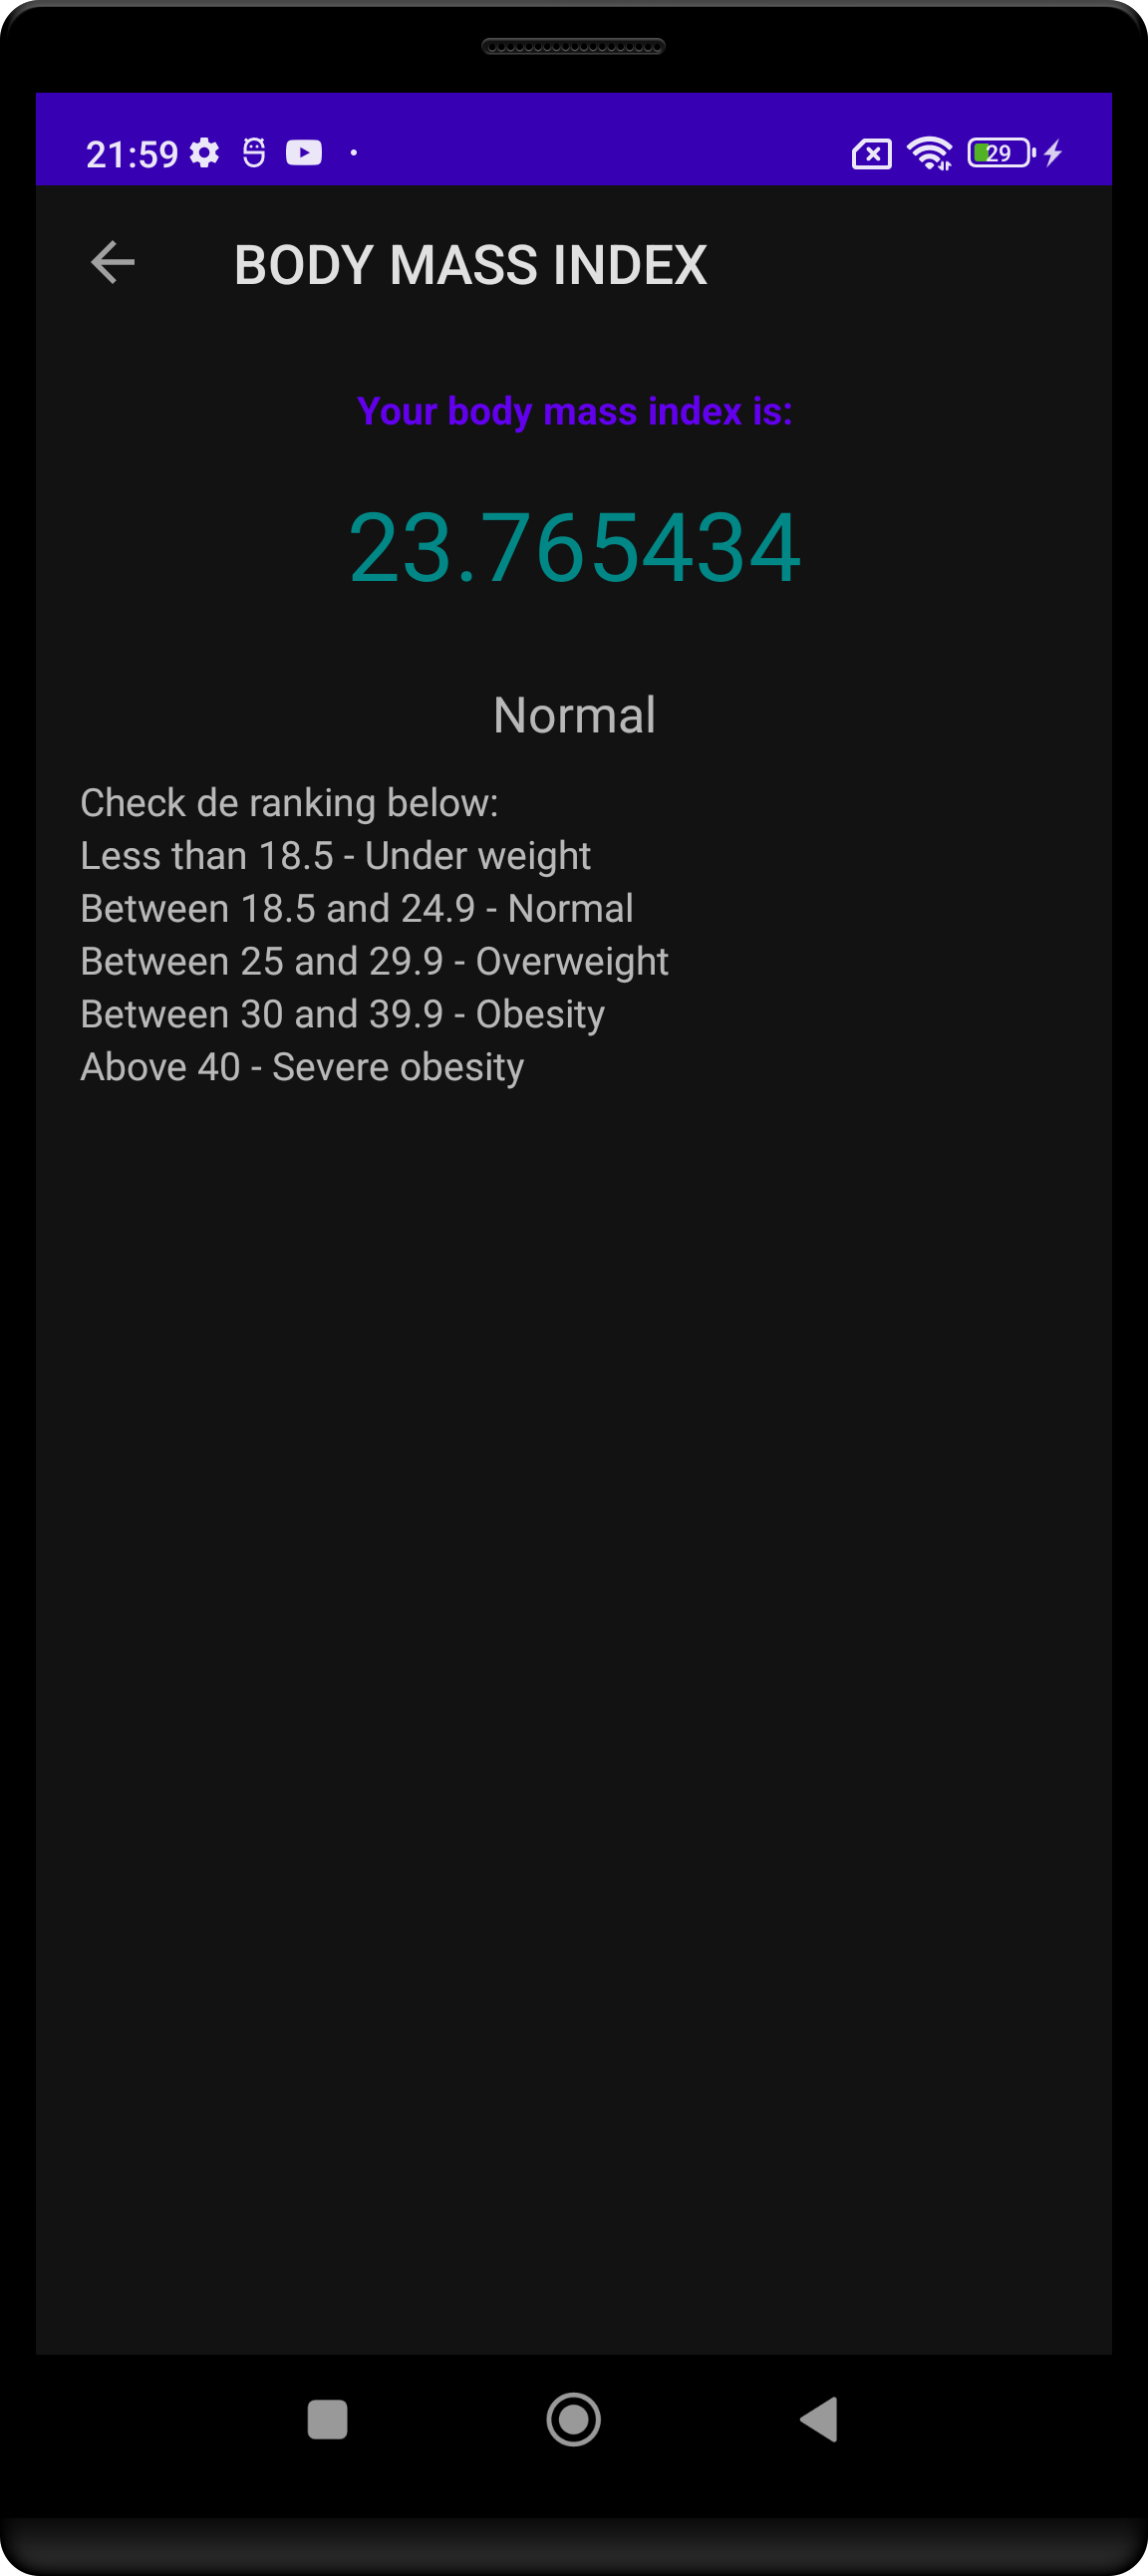 21:59
29
BODY MASS INDEX
Your body mass index is:
23.765434
Normal
Check de ranking below:
Less than 18.5 - Under weight
Between 18.5 and 24.9 - Normal
Between 25 and 29.9 - Overweight
Between 30 and 39.9 - Obesity
Above 40 - Severe obesity